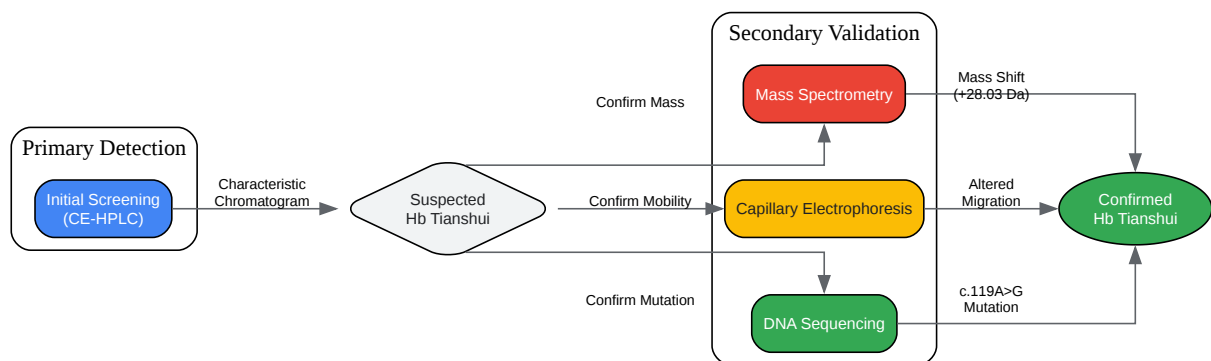 Primary Detection
Initial Screening
(CE-HPLC)
Characteristic
Chromatogram
Suspected
Hb Tianshui
Confirm Mass
Confirm Mobility
Confirm Mutation
Secondary Validation
Mass Spectrometry
Capillary Electrophoresis
DNA Sequencing
Mass Shift
(+28.03 Da)
Altered
Migration
c.119A>G
Mutation
Confirmed
Hb Tianshui